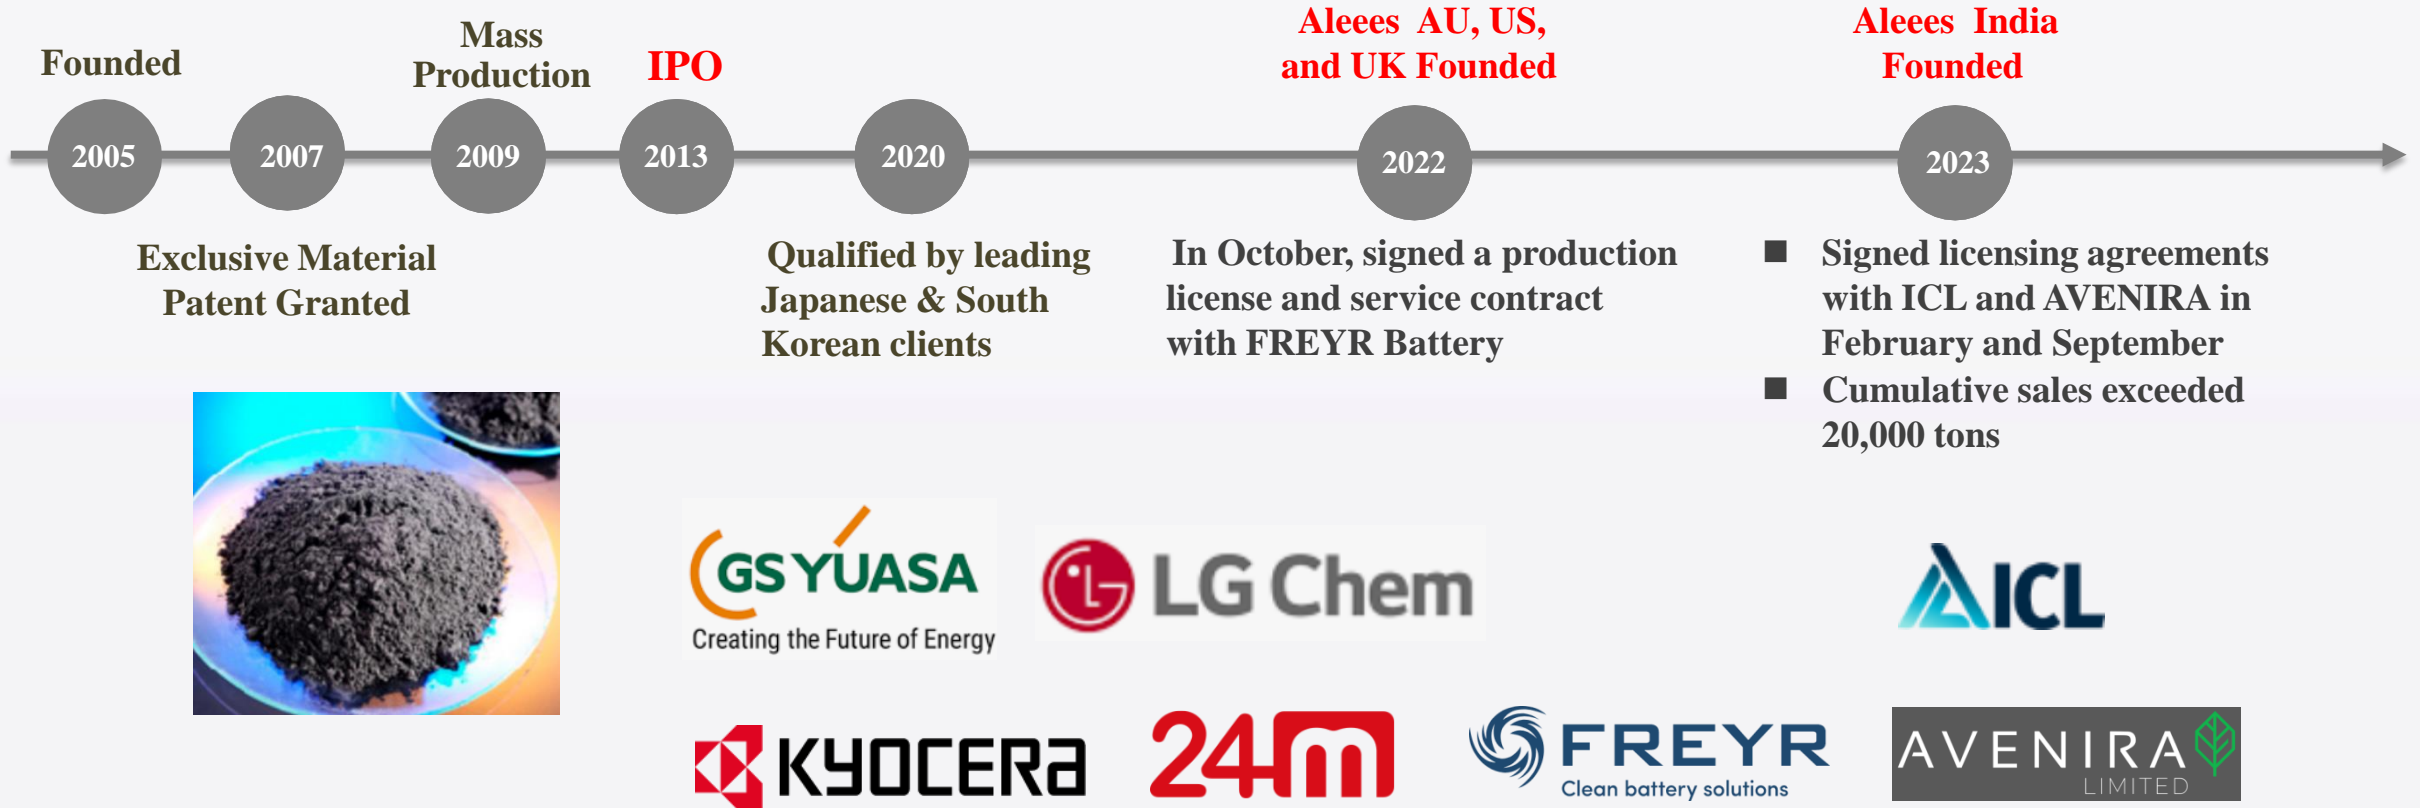 Founded
Mass
Production
IPO
Aleees AU, US,
and UK Founded
Aleees India
Founded
2005
2007
2009
2013
2020
2022
2023
Exclusive Material
Patent Granted
Qualified by leading
Japanese & South
Korean clients
In October, signed a production
license and service contract
with FREYR Battery
■ Signed licensing agreements
with ICL and AVENIRA in
February and September
■ Cumulative sales exceeded
20,000 tons
GS YUASA
Creating the Future of Energy
LG Chem
ICL
KYOCERA
24m
FREYR
Clean battery solutions
AVENIRA
LIMITED